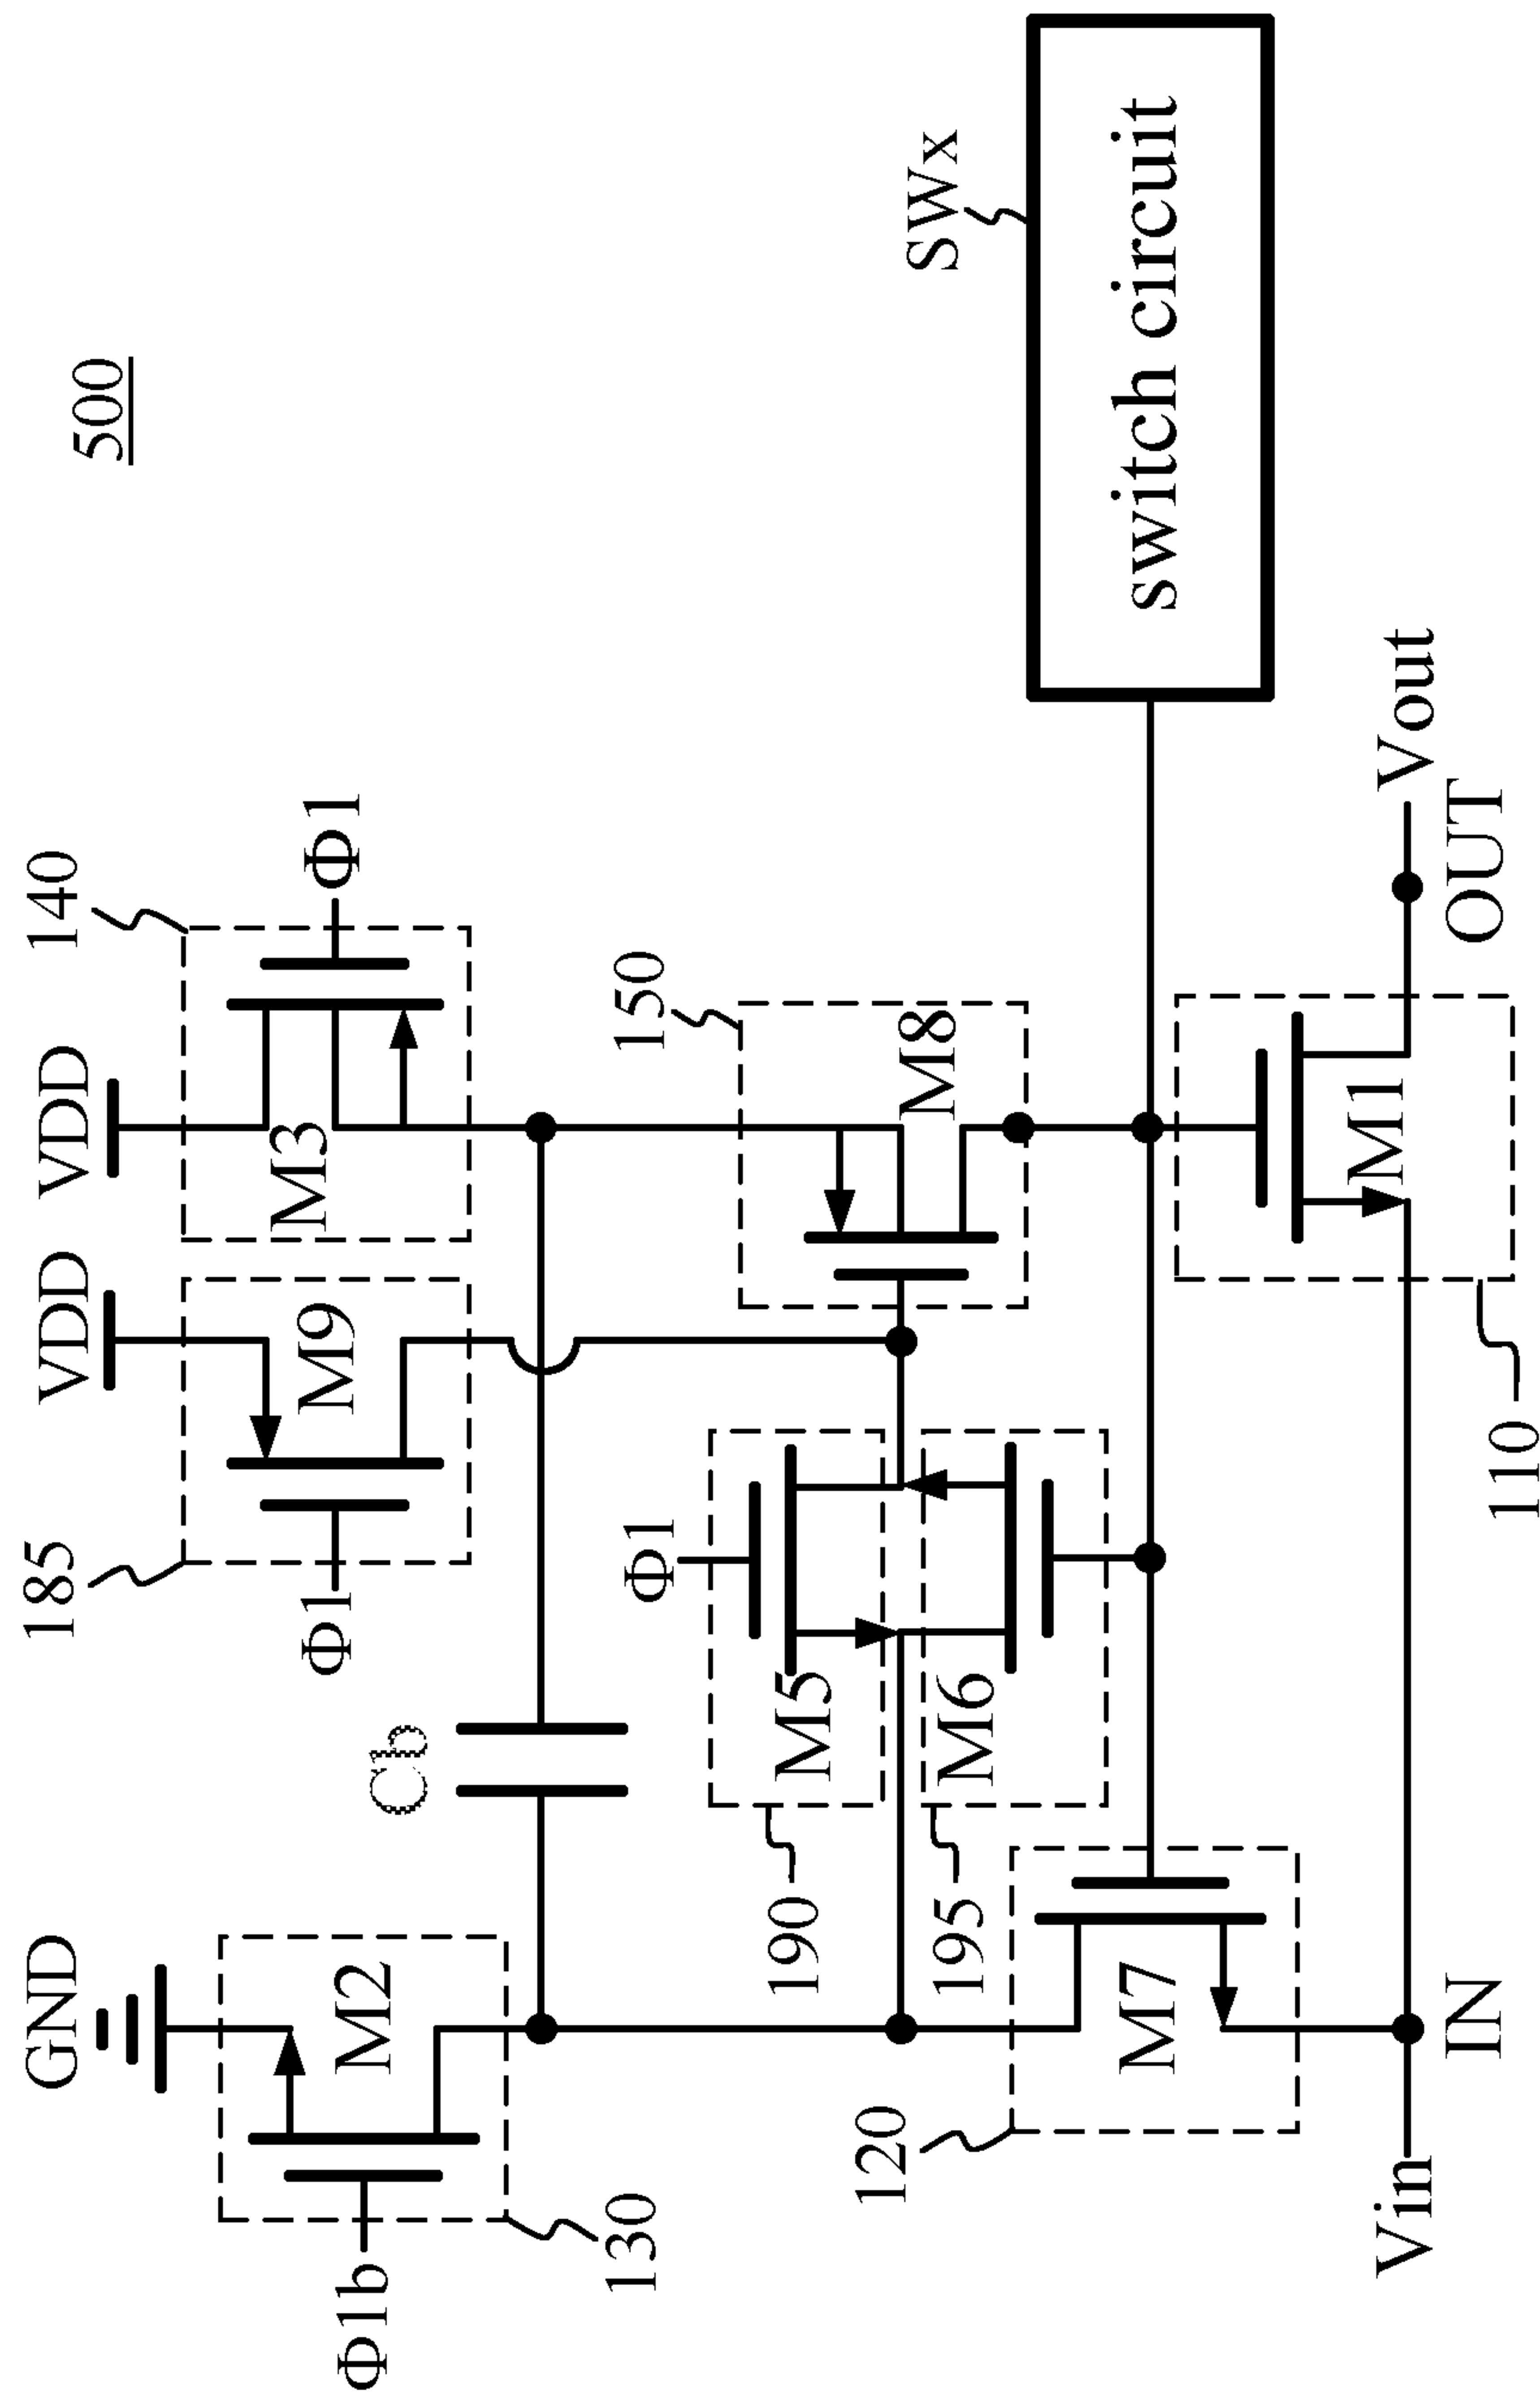 500
GND
VDD
VDD
185
140
M2
M9
M3
Φ1b
Φ1
Φ1
130
Cb
Φ1
150
190
M5
M8
195
M6
SWx
120
M7
switch circuit
M1
Vin
Vout
IN
OUT
110